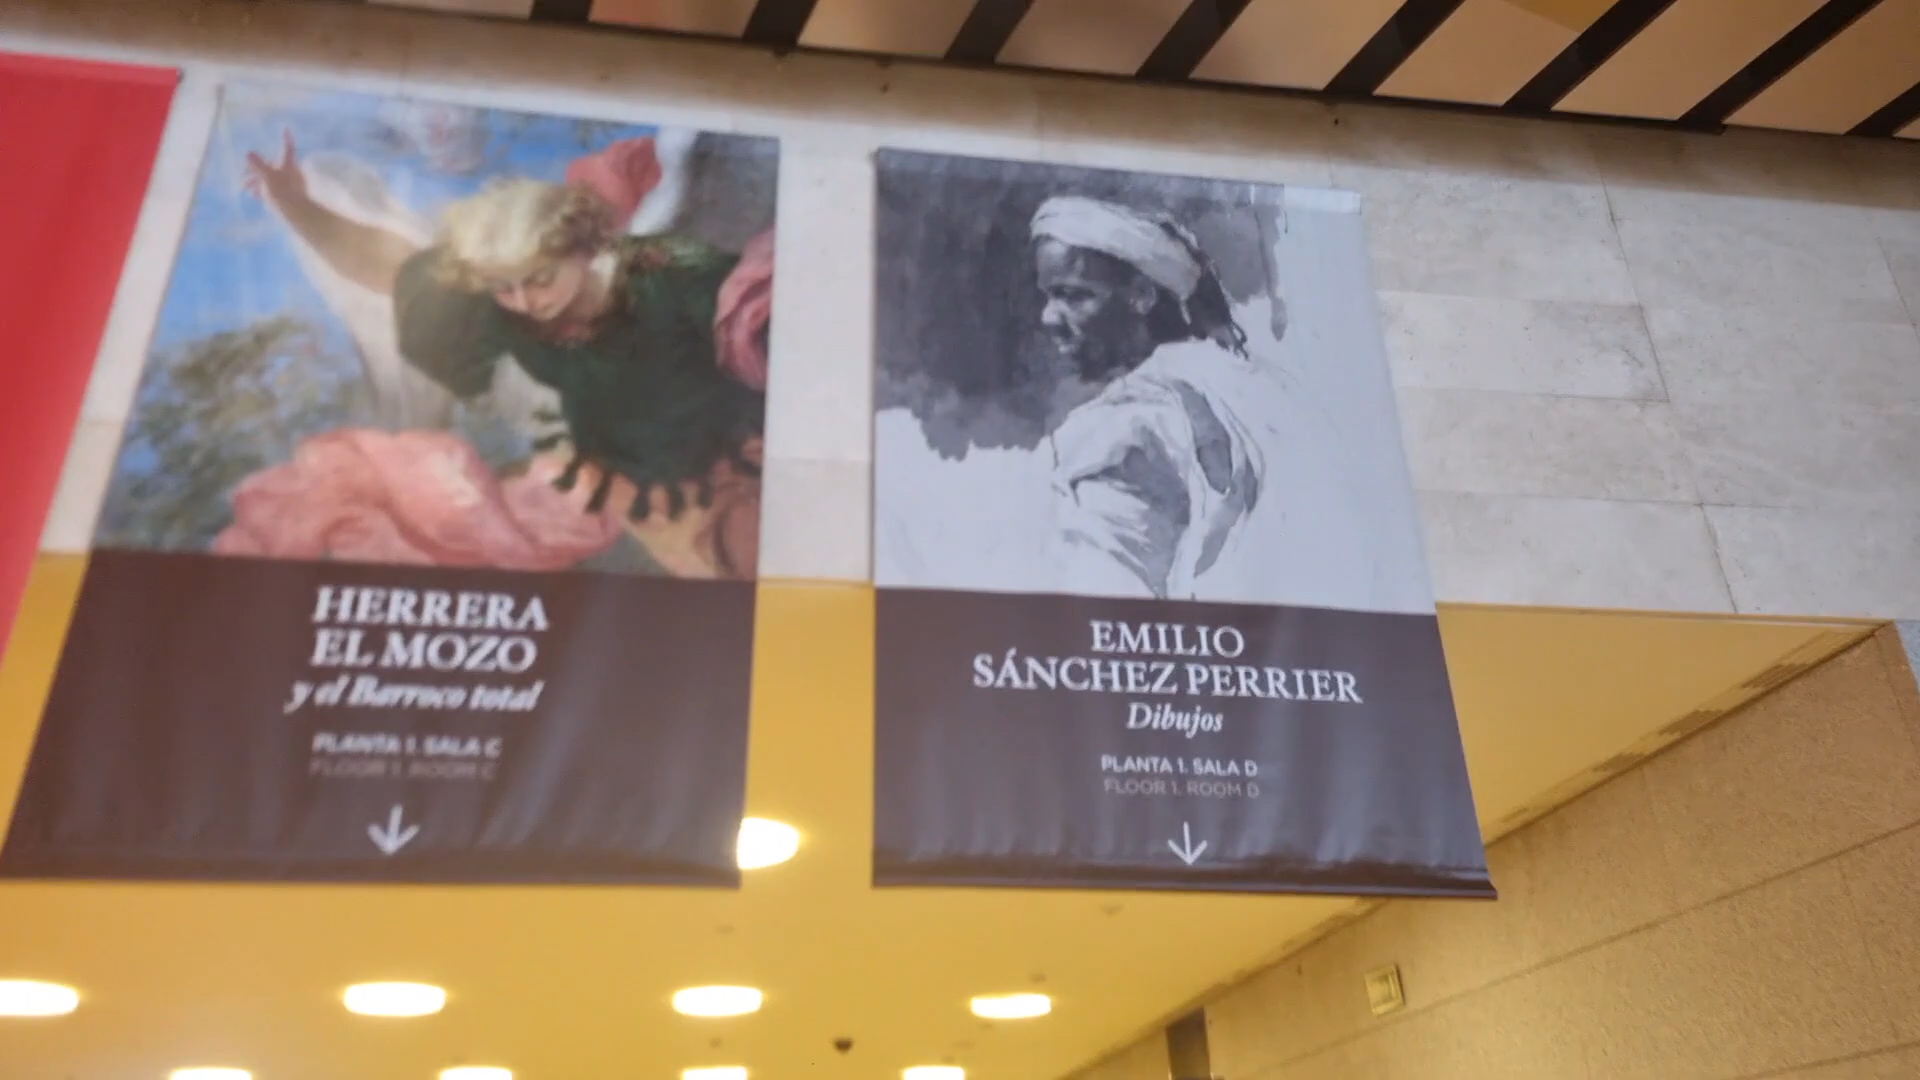 HERRERA
EL MOZO
y el Barroco total
PLANTA 1. SALA C
FLOOR 1. ROOM C
EMILIO
SÁNCHEZ PERRIER
Dibujos
PLANTA 1. SALA D
FLOOR 1. ROOM D